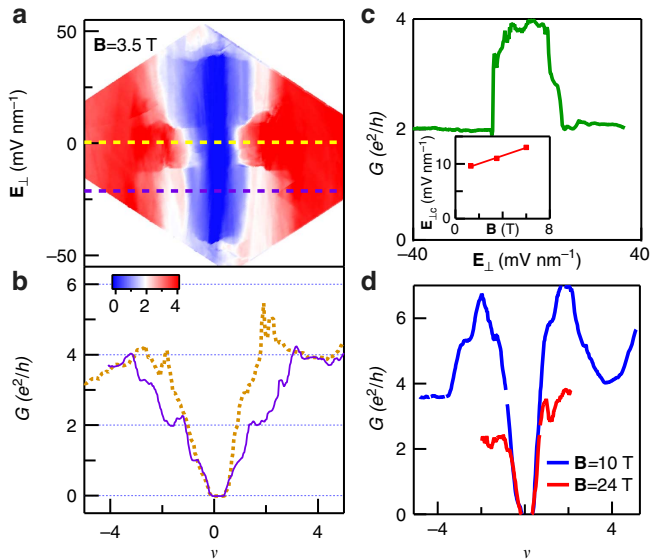 a
50
0
−50
E⊥
(mV nm⁻¹)
B=3.5 T
c
4
2
0
4
G (e²/h)
−40
40
E⊥ (mV nm⁻¹)
10
0
0
8
E⊥c
(mV nm⁻¹)
B (T)
b
0 2 4
6
4
2
0
G (e²/h)
−4
0
4
ν
d
6
4
2
0
G (e²/h)
B=10 T
B=24 T
−4
0
4
ν